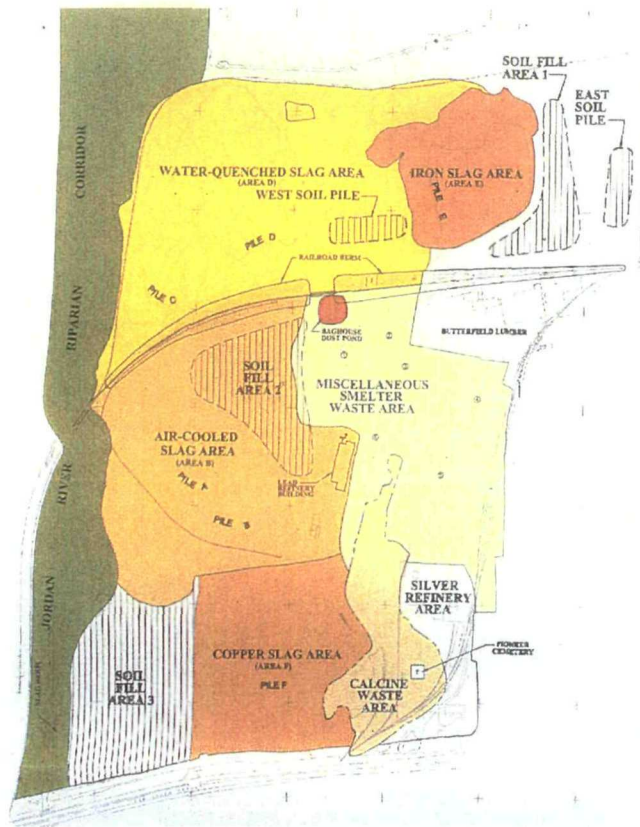 SOIL FILL
AREA 1
EAST
SOIL
PILE
WATER-QUENCHED SLAG AREA
(AREA D)
WEST SOIL PILE
IRON SLAG AREA
(AREA E)
PILE E
PILE D
PILE C
RAILROAD BERM
BAGHOUSE
DUST POND
BUTTERFIELD LUMBER
SOIL
FILL
AREA 2
MISCELLANEOUS
SMELTER
WASTE AREA
AIR-COOLED
SLAG AREA
(AREA B)
PILE A
PILE B
LEAD
REFINERY
BUILDING
SILVER
REFINERY
AREA
PIONEER
CEMETERY
COPPER SLAG AREA
(AREA F)
PILE F
CALCINE
WASTE
AREA
SOIL
FILL
AREA 3
JORDAN RIVER RIPARIAN CORRIDOR